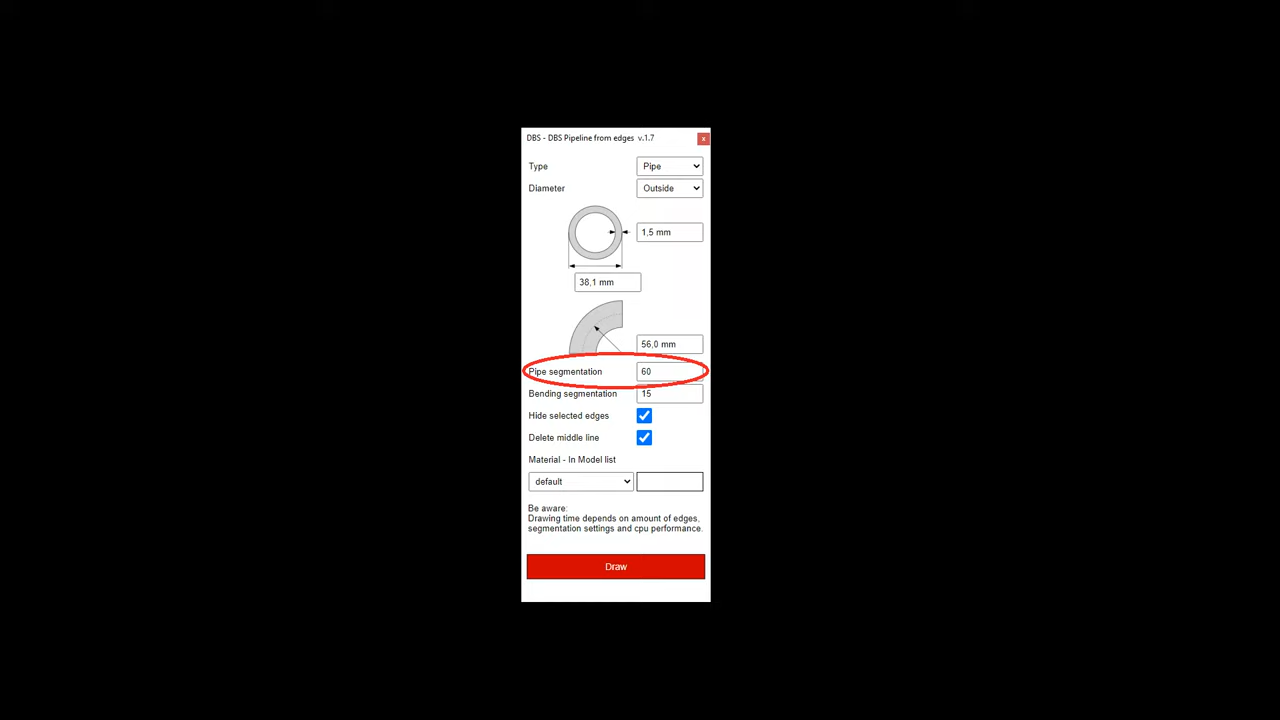 DBS - DBS Pipeline from edges v.1.7
x
Type Pipe
Diameter Outside
1,5 mm
38,1 mm
56,0 mm
Pipe segmentation 60
Bending segmentation 15
Hide selected edges
Delete middle line
Material - In Model list
default
Be aware:
Drawing time depends on amount of edges,
segmentation settings and cpu performance.
Draw